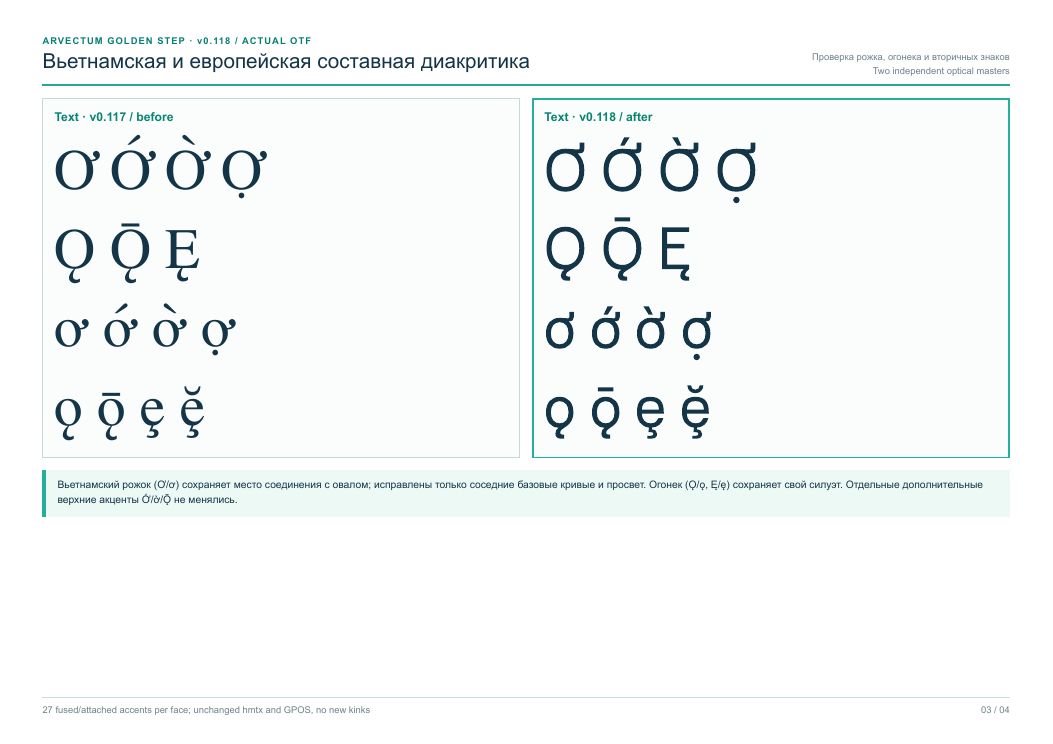 ARVECTUM GOLDEN STEP · v0.118 / ACTUAL OTF
Вьетнамская и европейская составная диакритика
Проверка рожка, огонека и вторичных знаков
Two independent optical masters
Text · v0.117 / before
Ơ Ớ Ờ Ợ
Ǫ Ǭ Ę
ơ ớ ờ ợ
ǫ ǭ ȩ ḝ
Text · v0.118 / after
Ơ Ớ Ờ Ợ
Ǫ Ǭ Ę
ơ ớ ờ ợ
ǫ ǭ ȩ ḝ
Вьетнамский рожок (Ơ/ơ) сохраняет место соединения с овалом; исправлены только соседние базовые кривые и просвет. Огонек (Ǫ/ǫ, Ę/ę) сохраняет свой силуэт. Отдельные дополнительные
верхние акценты Ớ/ờ/Ǭ не менялись.
27 fused/attached accents per face; unchanged hmtx and GPOS, no new kinks
03 / 04